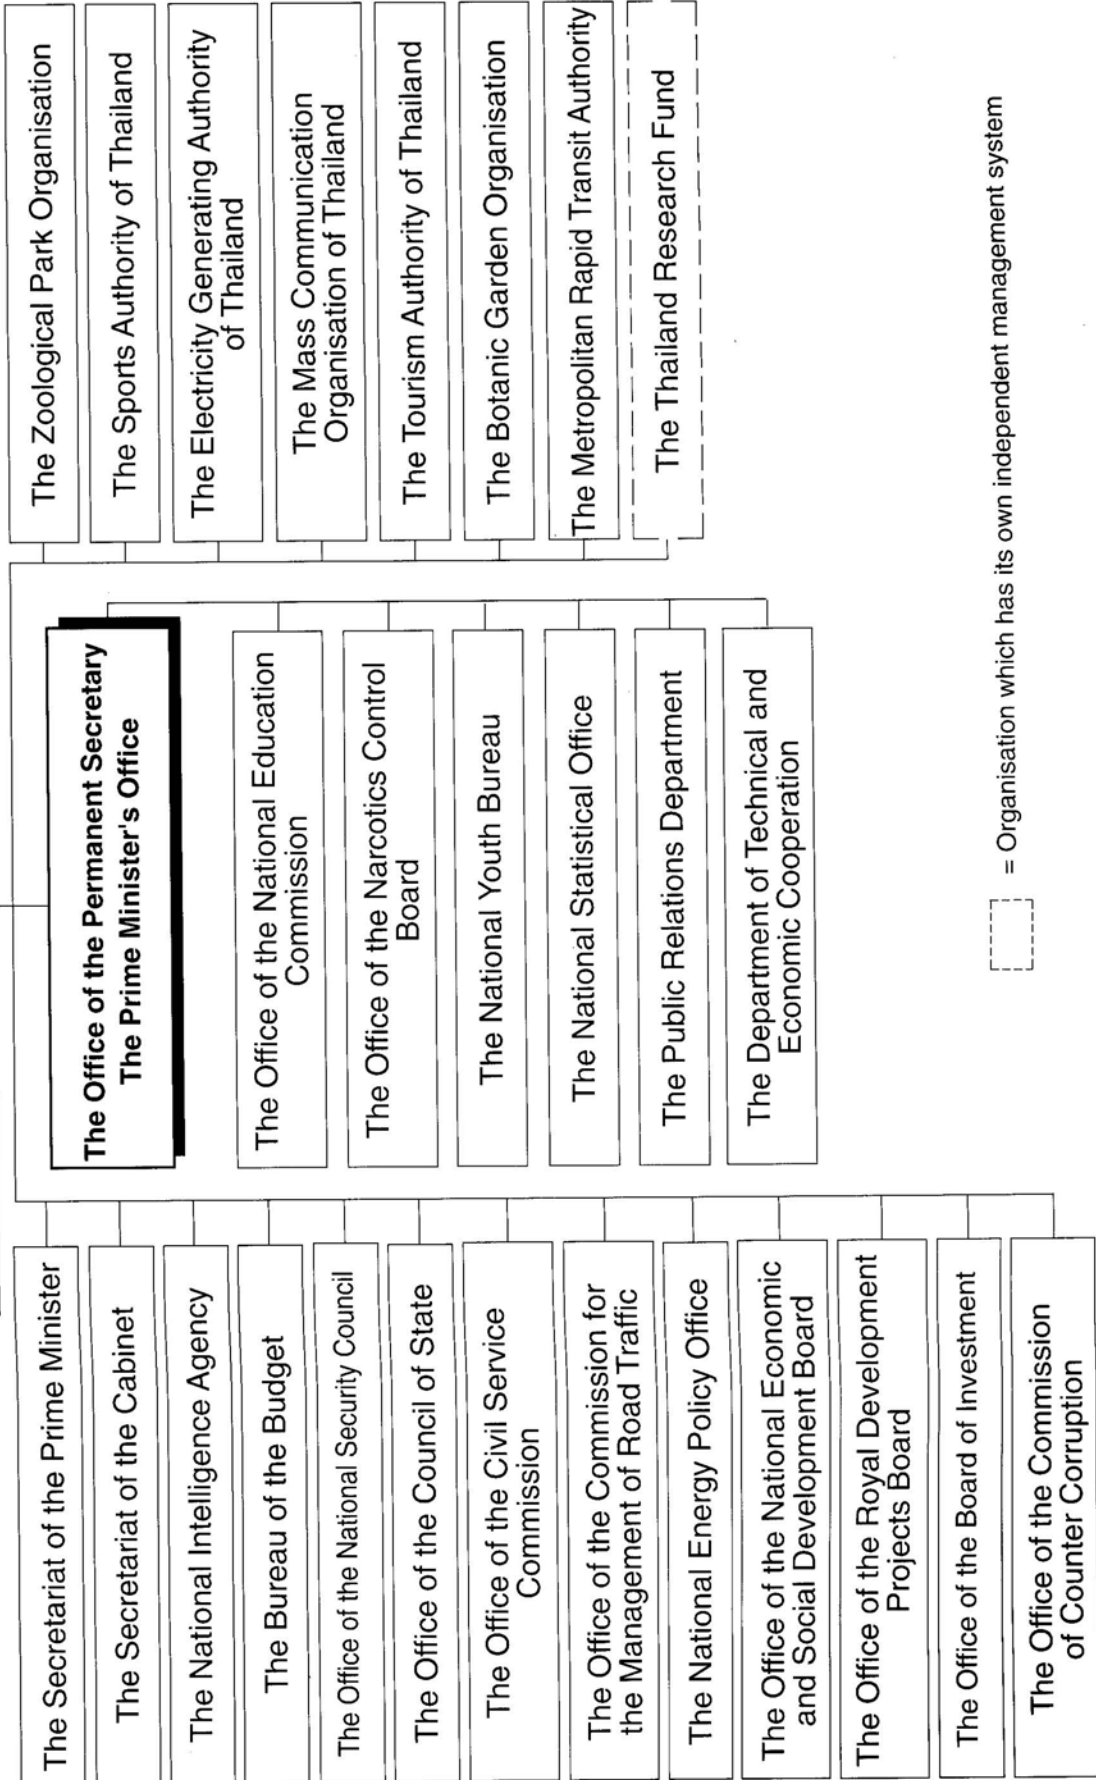 The Secretariat of the Prime Minister
The Secretariat of the Cabinet
The National Intelligence Agency
The Bureau of the Budget
The Office of the National Security Council
The Office of the Council of State
The Office of the Civil Service
Commission
The Office of the Commission for
the Management of Road Traffic
The National Energy Policy Office
The Office of the National Economic
and Social Development Board
The Office of the Royal Development
Projects Board
The Office of the Board of Investment
The Office of the Commission
of Counter Corruption
The Office of the Permanent Secretary
The Prime Minister's Office
The Office of the National Education
Commission
The Office of the Narcotics Control
Board
The National Youth Bureau
The National Statistical Office
The Public Relations Department
The Department of Technical and
Economic Cooperation
The Zoological Park Organisation
The Sports Authority of Thailand
The Electricity Generating Authority
of Thailand
The Mass Communication
Organisation of Thailand
The Tourism Authority of Thailand
The Botanic Garden Organisation
The Metropolitan Rapid Transit Authority
The Thailand Research Fund
= Organisation which has its own independent management system